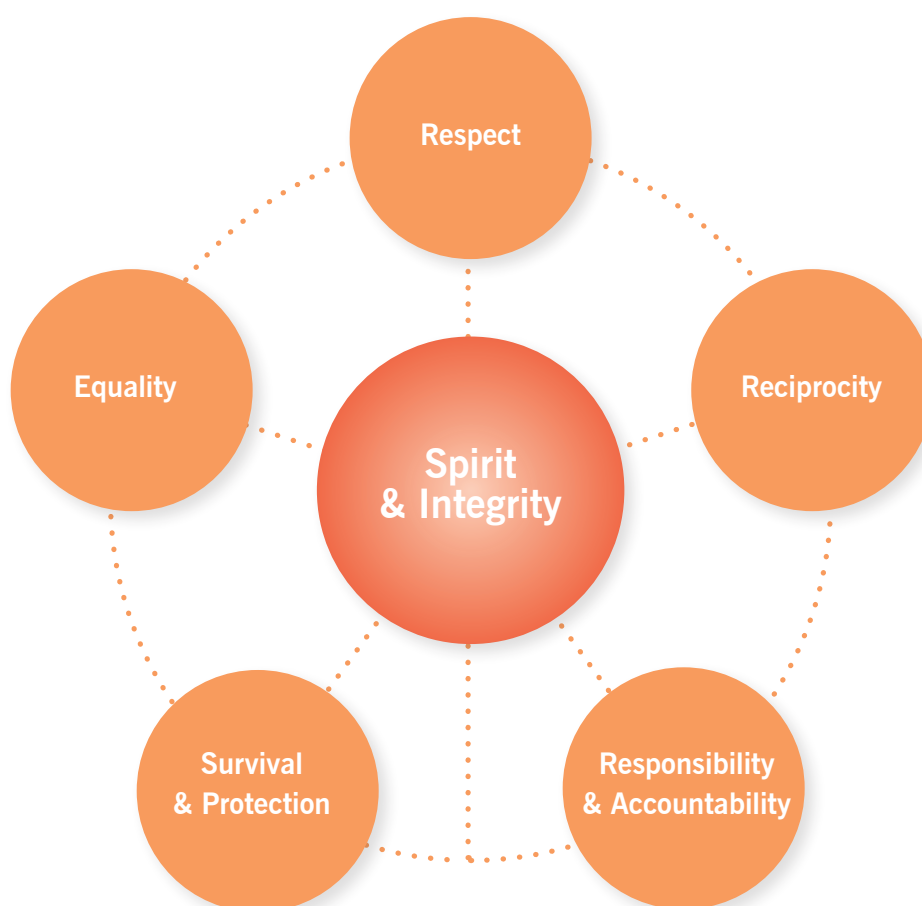 Respect
Equality
Reciprocity
Spirit
& Integrity
Survival
& Protection
Responsibility
& Accountability